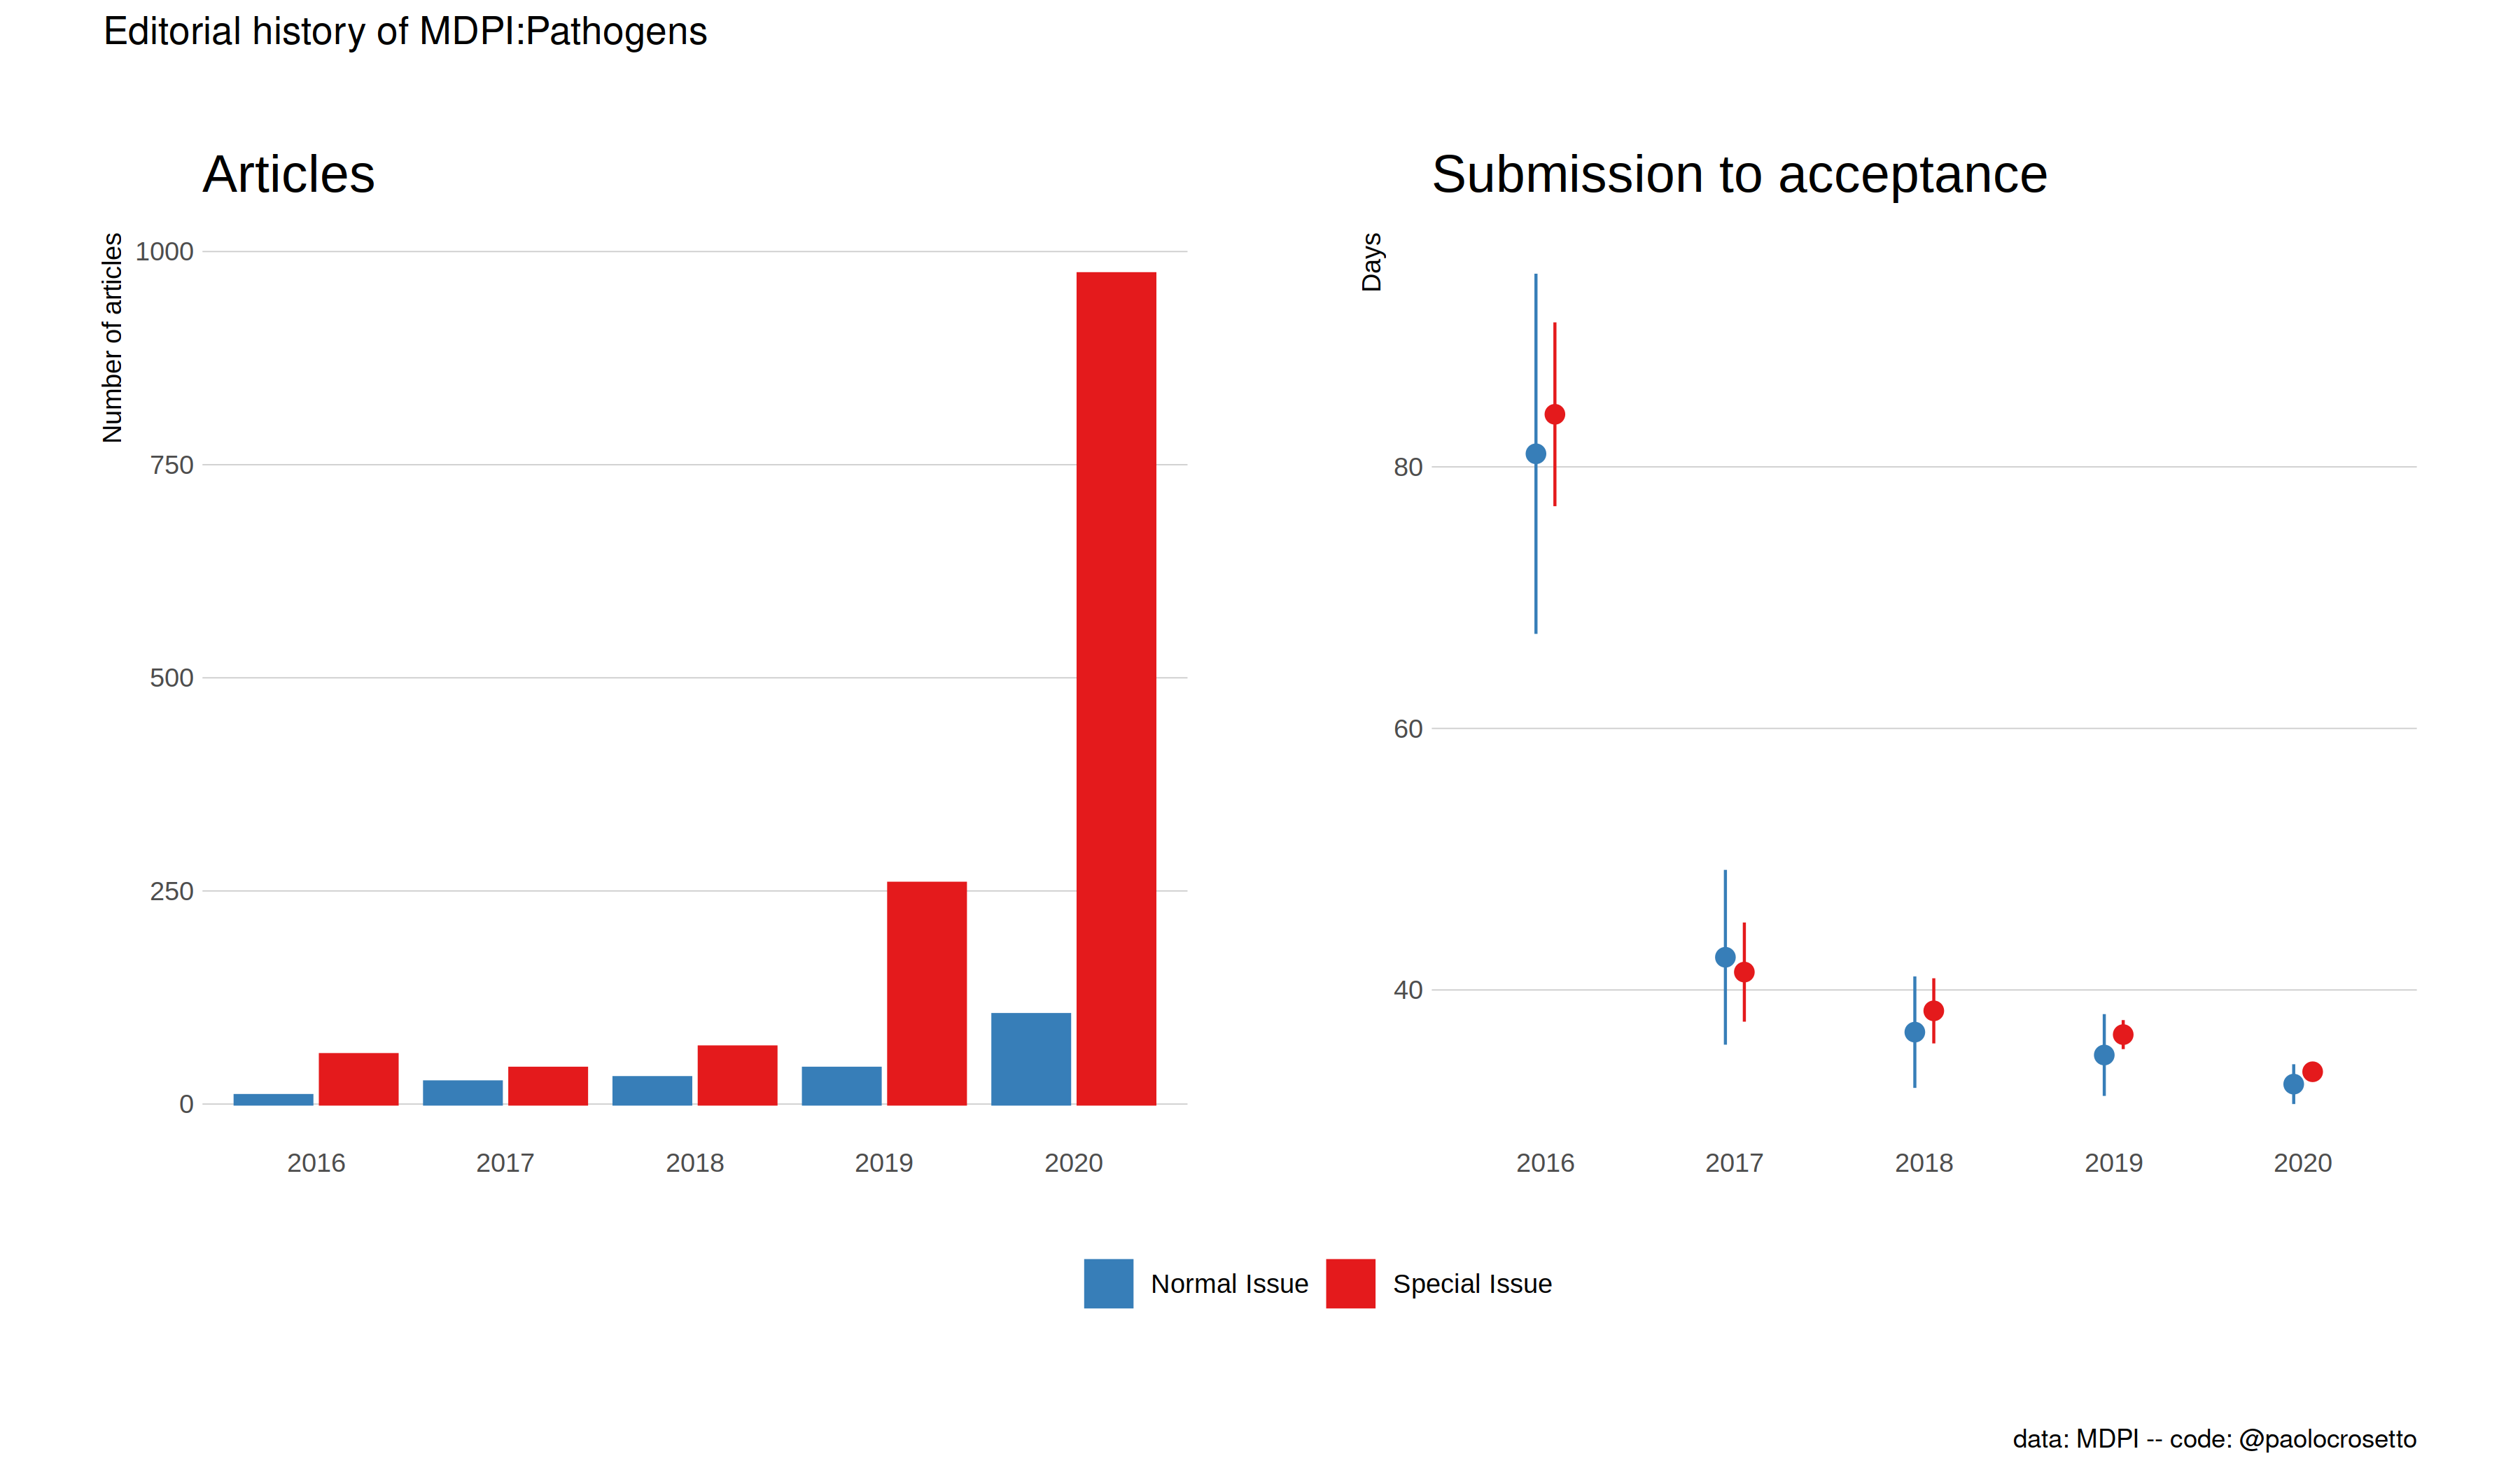 Editorial history of MDPI:Pathogens
Articles
Number of articles
1000
750
500
250
0
2016 2017 2018 2019 2020
Submission to acceptance
Days
80
60
40
2016 2017 2018 2019 2020
Normal Issue Special Issue
data: MDPI -- code: @paolocrosetto